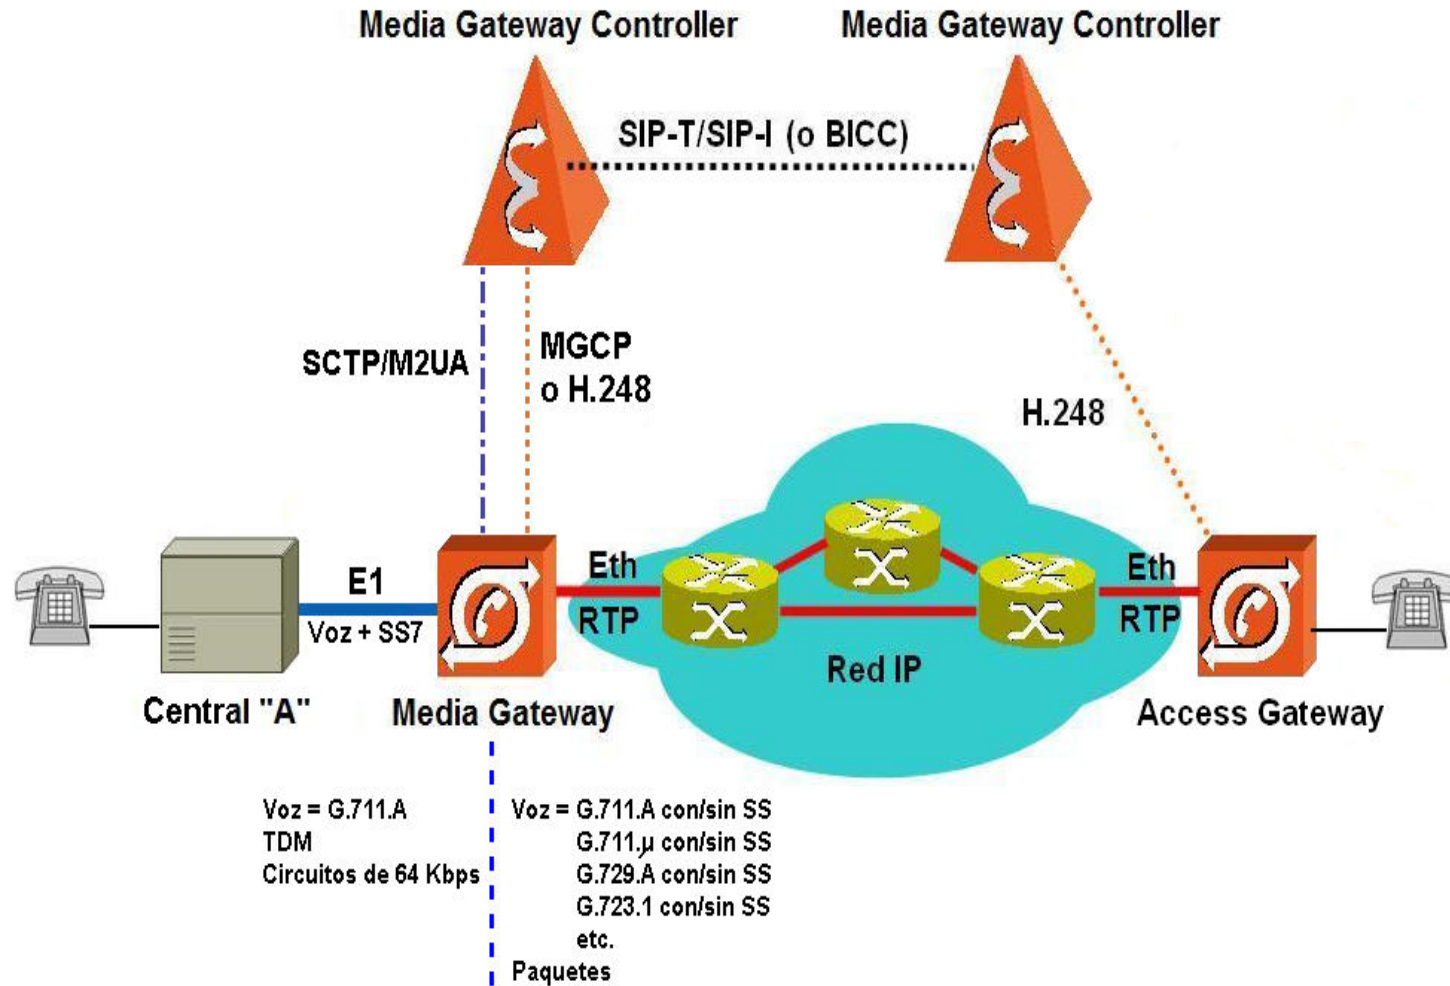 Media Gateway Controller
Media Gateway Controller
SIP-T/SIP-I (o BICC)
SCTP/M2UA
MGCP
o H.248
H.248
E1
Voz + SS7
Eth
RTP
Eth
RTP
Red IP
Central "A"
Media Gateway
Access Gateway
Voz = G.711.A
TDM
Circuitos de 64 Kbps
Voz = G.711.A con/sin SS
G.711.µ con/sin SS
G.729.A con/sin SS
G.723.1 con/sin SS
etc.
Paquetes